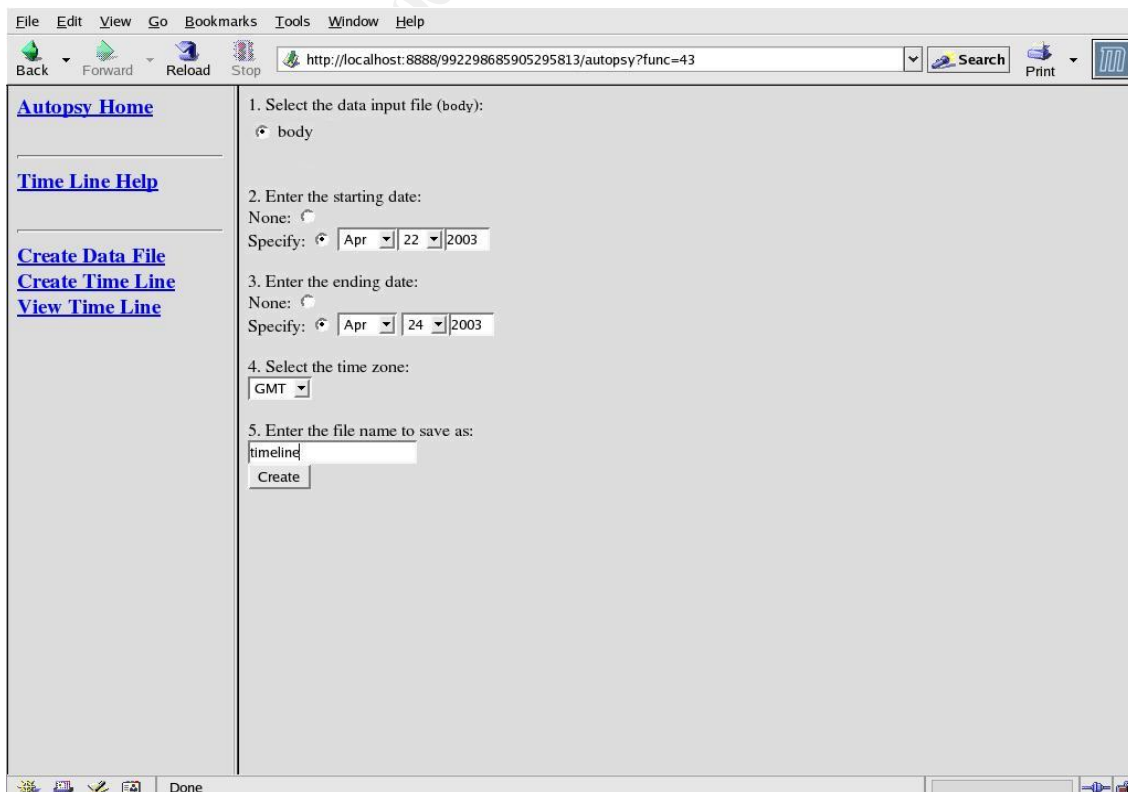 File Edit View Go Bookmarks Tools Window Help
Back Forward Reload Stop http://localhost:8888/992298685905295813/autopsy?func=43 Search Print
Autopsy Home
Time Line Help
Create Data File
Create Time Line
View Time Line
1. Select the data input file (body):
body
2. Enter the starting date:
None:
Specify: Apr 22 2003
3. Enter the ending date:
None:
Specify: Apr 24 2003
4. Select the time zone:
GMT
5. Enter the file name to save as:
timeline
Create
Done